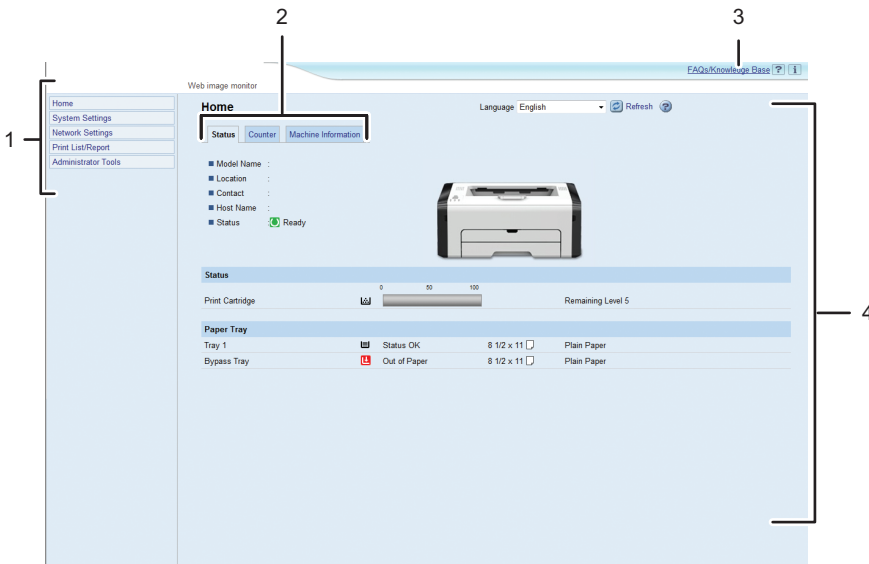 2
3
FAQs/Knowledge Base ? i
Web image monitor
1
Home
System Settings
Network Settings
Print List/Report
Administrator Tools
Home
Language English Refresh ?
Status Counter Machine Information
Model Name :
Location :
Contact :
Host Name :
Status : Ready
Status
0 50 100
Print Cartridge Remaining Level 5
4
Paper Tray
Tray 1 Status OK 8 1/2 x 11 Plain Paper
Bypass Tray Out of Paper 8 1/2 x 11 Plain Paper